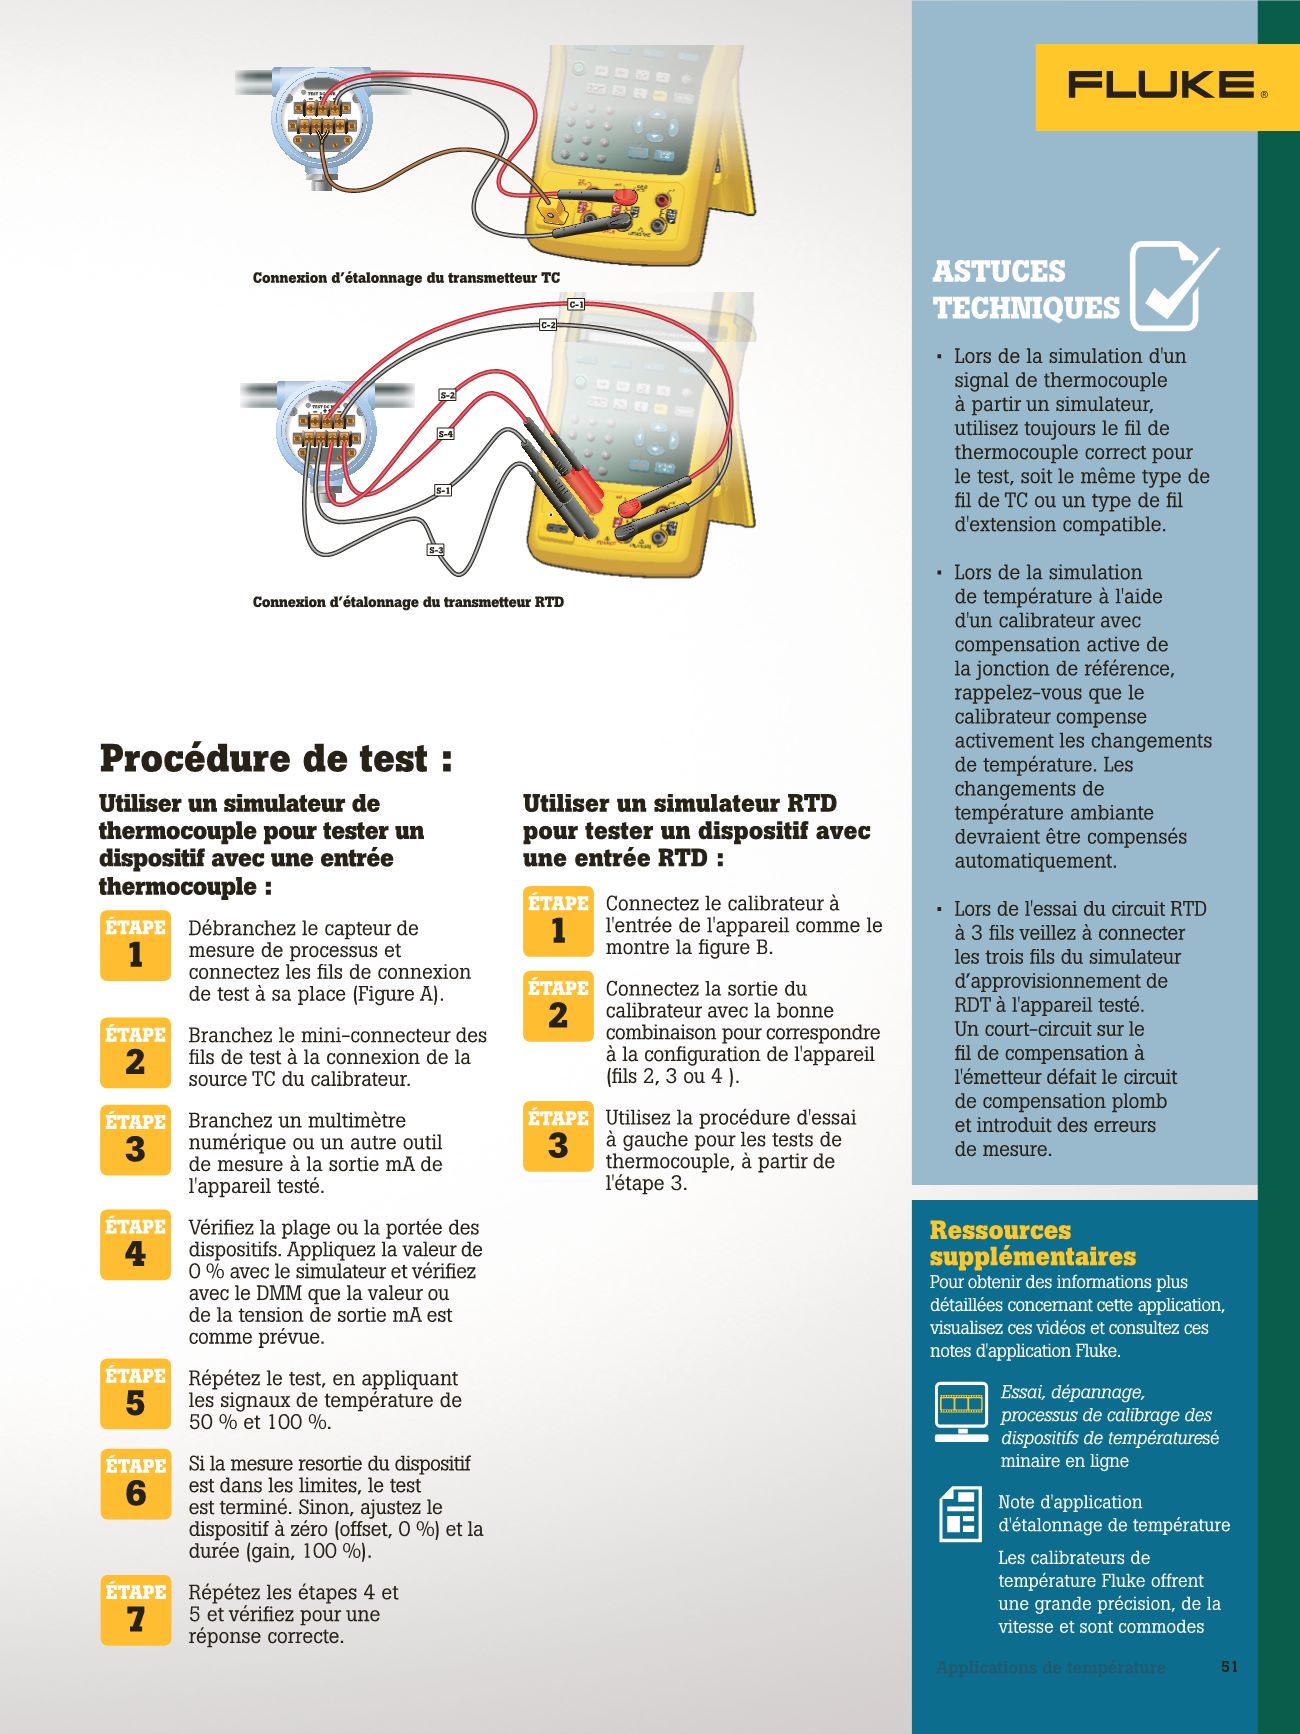 FLUKE®
TEST DC PWR
- + -
Connexion d’étalonnage du transmetteur TC
C-1
C-2
S-2
S-4
S-1
S-3
Connexion d’étalonnage du transmetteur RTD
Procédure de test :
Utiliser un simulateur de
thermocouple pour tester un
dispositif avec une entrée
thermocouple :
ÉTAPE
1
Débranchez le capteur de
mesure de processus et
connectez les fils de connexion
de test à sa place (Figure A).
ÉTAPE
2
Branchez le mini-connecteur des
fils de test à la connexion de la
source TC du calibrateur.
ÉTAPE
3
Branchez un multimètre
numérique ou un autre outil
de mesure à la sortie mA de
l'appareil testé.
ÉTAPE
4
Vérifiez la plage ou la portée des
dispositifs. Appliquez la valeur de
0 % avec le simulateur et vérifiez
avec le DMM que la valeur ou
de la tension de sortie mA est
comme prévue.
ÉTAPE
5
Répétez le test, en appliquant
les signaux de température de
50 % et 100 %.
ÉTAPE
6
Si la mesure resortie du dispositif
est dans les limites, le test
est terminé. Sinon, ajustez le
dispositif à zéro (offset, 0 %) et la
durée (gain, 100 %).
ÉTAPE
7
Répétez les étapes 4 et
5 et vérifiez pour une
réponse correcte.
Utiliser un simulateur RTD
pour tester un dispositif avec
une entrée RTD :
ÉTAPE
1
Connectez le calibrateur à
l'entrée de l'appareil comme le
montre la figure B.
ÉTAPE
2
Connectez la sortie du
calibrateur avec la bonne
combinaison pour correspondre
à la configuration de l'appareil
(fils 2, 3 ou 4 ).
ÉTAPE
3
Utilisez la procédure d'essai
à gauche pour les tests de
thermocouple, à partir de
l'étape 3.
ASTUCES
TECHNIQUES
· Lors de la simulation d'un
signal de thermocouple
à partir un simulateur,
utilisez toujours le fil de
thermocouple correct pour
le test, soit le même type de
fil de TC ou un type de fil
d'extension compatible.
· Lors de la simulation
de température à l'aide
d'un calibrateur avec
compensation active de
la jonction de référence,
rappelez-vous que le
calibrateur compense
activement les changements
de température. Les
changements de
température ambiante
devraient être compensés
automatiquement.
· Lors de l'essai du circuit RTD
à 3 fils veillez à connecter
les trois fils du simulateur
d’approvisionnement de
RDT à l'appareil testé.
Un court-circuit sur le
fil de compensation à
l'émetteur défait le circuit
de compensation plomb
et introduit des erreurs
de mesure.
Ressources
supplémentaires
Pour obtenir des informations plus
détaillées concernant cette application,
visualisez ces vidéos et consultez ces
notes d'application Fluke.
Essai, dépannage,
processus de calibrage des
dispositifs de températuresé
minaire en ligne
Note d'application
d'étalonnage de température
Les calibrateurs de
température Fluke offrent
une grande précision, de la
vitesse et sont commodes
Applications de température 51